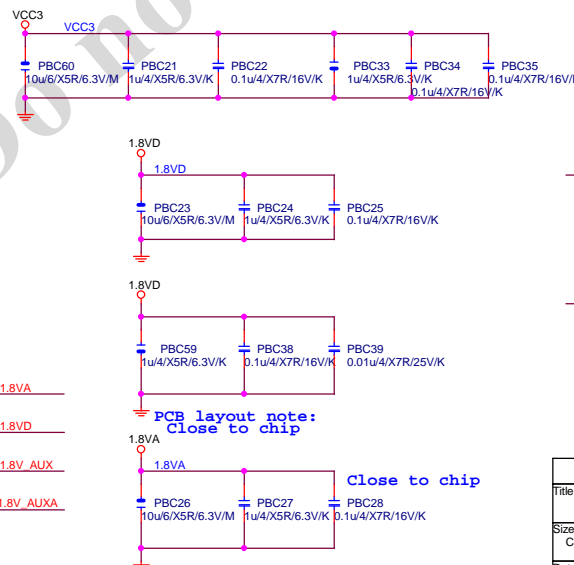 Do no
VCC3
VCC3
PBC60
10u/6/X5R/6.3V/M
PBC21
1u/4/X5R/6.3V/K
PBC22
0.1u/4/X7R/16V/K
PBC33
1u/4/X5R/6.3V/K
PBC34
0.1u/4/X7R/16V/K
PBC35
0.1u/4/X7R/16V/
1.8VD
1.8VD
PBC23
10u/6/X5R/6.3V/M
PBC24
1u/4/X5R/6.3V/K
PBC25
0.1u/4/X7R/16V/K
1.8VD
PBC59
1u/4/X5R/6.3V/K
PBC38
0.1u/4/X7R/16V/K
PBC39
0.01u/4/X7R/25V/K
1.8VA
1.8VD
1.8V_AUX
1.8V_AUXA
PCB layout note:
Close to chip
1.8VA
1.8VA
Close to chip
PBC26
10u/6/X5R/6.3V/M
PBC27
1u/4/X5R/6.3V/K
PBC28
0.1u/4/X7R/16V/K
Title
Size
C